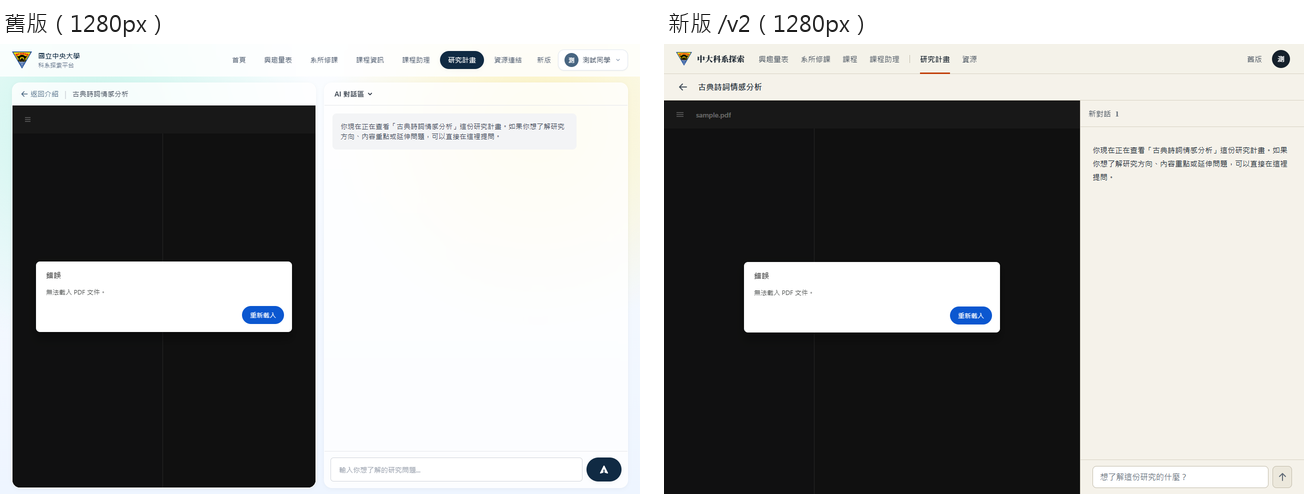 舊版（1280px）
國立中央大學
科系探索平台
首頁 興趣量表 系所修課 課程資訊 課程助理 研究計畫 資源連結 新版 測 測試同學
返回介紹 古典詩詞情感分析
AI 對話區
你現在正在查看「古典詩詞情感分析」這份研究計畫。如果你想了解研究
方向、內容重點或延伸問題，可以直接在這裡提問。
錯誤
無法載入 PDF 文件。
重新載入
輸入你想了解的研究問題...
新版 /v2（1280px）
中大科系探索 興趣量表 系所修課 課程 課程助理 研究計畫 資源 舊版 測
古典詩詞情感分析
sample.pdf
新對話
你現在正在查看「古典詩詞情感分析」這份研究計畫。如果
你想了解研究方向、內容重點或延伸問題，可以直接在這裡
提問。
錯誤
無法載入 PDF 文件。
重新載入
想了解這份研究的什麼？